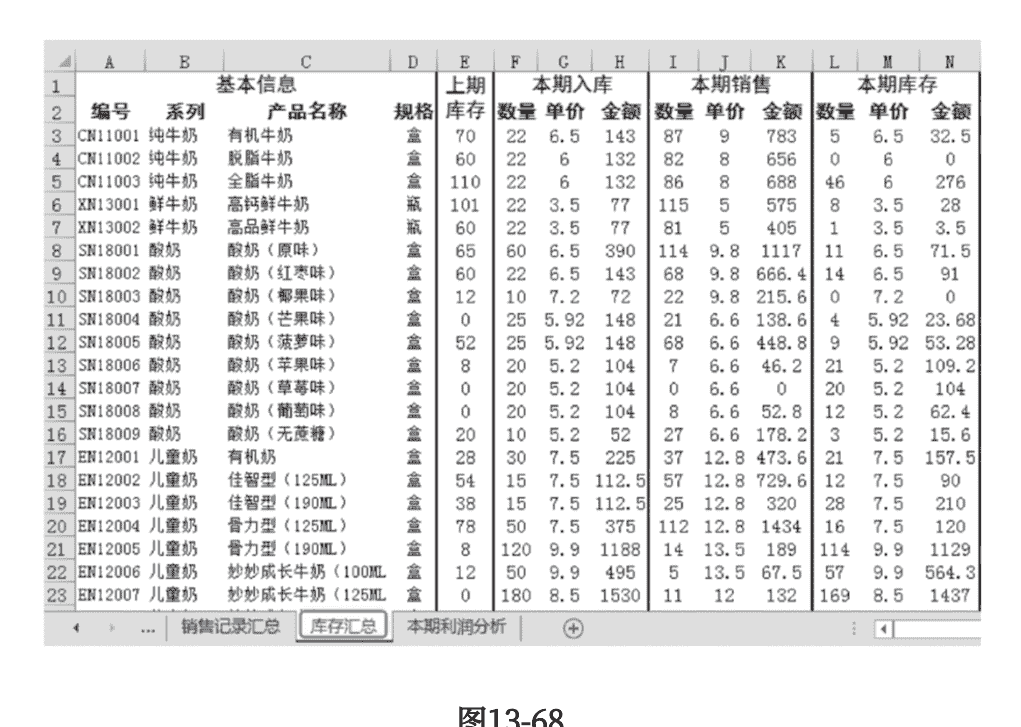 A B C D E F G H I J K L M N
1 基本信息 上期 本期入库 本期销售 本期库存
2 编号 系列 产品名称 规格 库存 数量 单价 金额 数量 单价 金额 数量 单价 金额
3 CN11001 纯牛奶 有机牛奶 盒 70 22 6.5 143 87 9 783 5 6.5 32.5
4 CN11002 纯牛奶 脱脂牛奶 盒 60 22 6 132 82 8 656 0 6 0
5 CN11003 纯牛奶 全脂牛奶 盒 110 22 6 132 86 8 688 46 6 276
6 XN13001 鲜牛奶 高钙鲜牛奶 瓶 101 22 3.5 77 115 5 575 8 3.5 28
7 XN13002 鲜牛奶 高品鲜牛奶 瓶 60 22 3.5 77 81 5 405 1 3.5 3.5
8 SN18001 酸奶 酸奶（原味） 盒 65 60 6.5 390 114 9.8 1117 11 6.5 71.5
9 SN18002 酸奶 酸奶（红枣味） 盒 60 22 6.5 143 68 9.8 666.4 14 6.5 91
10 SN18003 酸奶 酸奶（椰果味） 盒 12 10 7.2 72 22 9.8 215.6 0 7.2 0
11 SN18004 酸奶 酸奶（芒果味） 盒 0 25 5.92 148 21 6.6 138.6 4 5.92 23.68
12 SN18005 酸奶 酸奶（菠萝味） 盒 52 25 5.92 148 68 6.6 448.8 9 5.92 53.28
13 SN18006 酸奶 酸奶（苹果味） 盒 8 20 5.2 104 7 6.6 46.2 21 5.2 109.2
14 SN18007 酸奶 酸奶（草莓味） 盒 0 20 5.2 104 0 6.6 0 20 5.2 104
15 SN18008 酸奶 酸奶（葡萄味） 盒 0 20 5.2 104 8 6.6 52.8 12 5.2 62.4
16 SN18009 酸奶 酸奶（无蔗糖） 盒 20 10 5.2 52 27 6.6 178.2 3 5.2 15.6
17 EN12001 儿童奶 有机奶 盒 28 30 7.5 225 37 12.8 473.6 21 7.5 157.5
18 EN12002 儿童奶 佳智型（125ML） 盒 54 15 7.5 112.5 57 12.8 729.6 12 7.5 90
19 EN12003 儿童奶 佳智型（190ML） 盒 38 15 7.5 112.5 25 12.8 320 28 7.5 210
20 EN12004 儿童奶 骨力型（125ML） 盒 78 50 7.5 375 112 12.8 1434 16 7.5 120
21 EN12005 儿童奶 骨力型（190ML） 盒 8 120 9.9 1188 14 13.5 189 114 9.9 1129
22 EN12006 儿童奶 妙妙成长牛奶（100ML 盒 12 50 9.9 495 5 13.5 67.5 57 9.9 564.3
23 EN12007 儿童奶 妙妙成长牛奶（125ML 盒 0 180 8.5 1530 11 12 132 169 8.5 1437
... 销售记录汇总 库存汇总 本期利润分析
图13-68